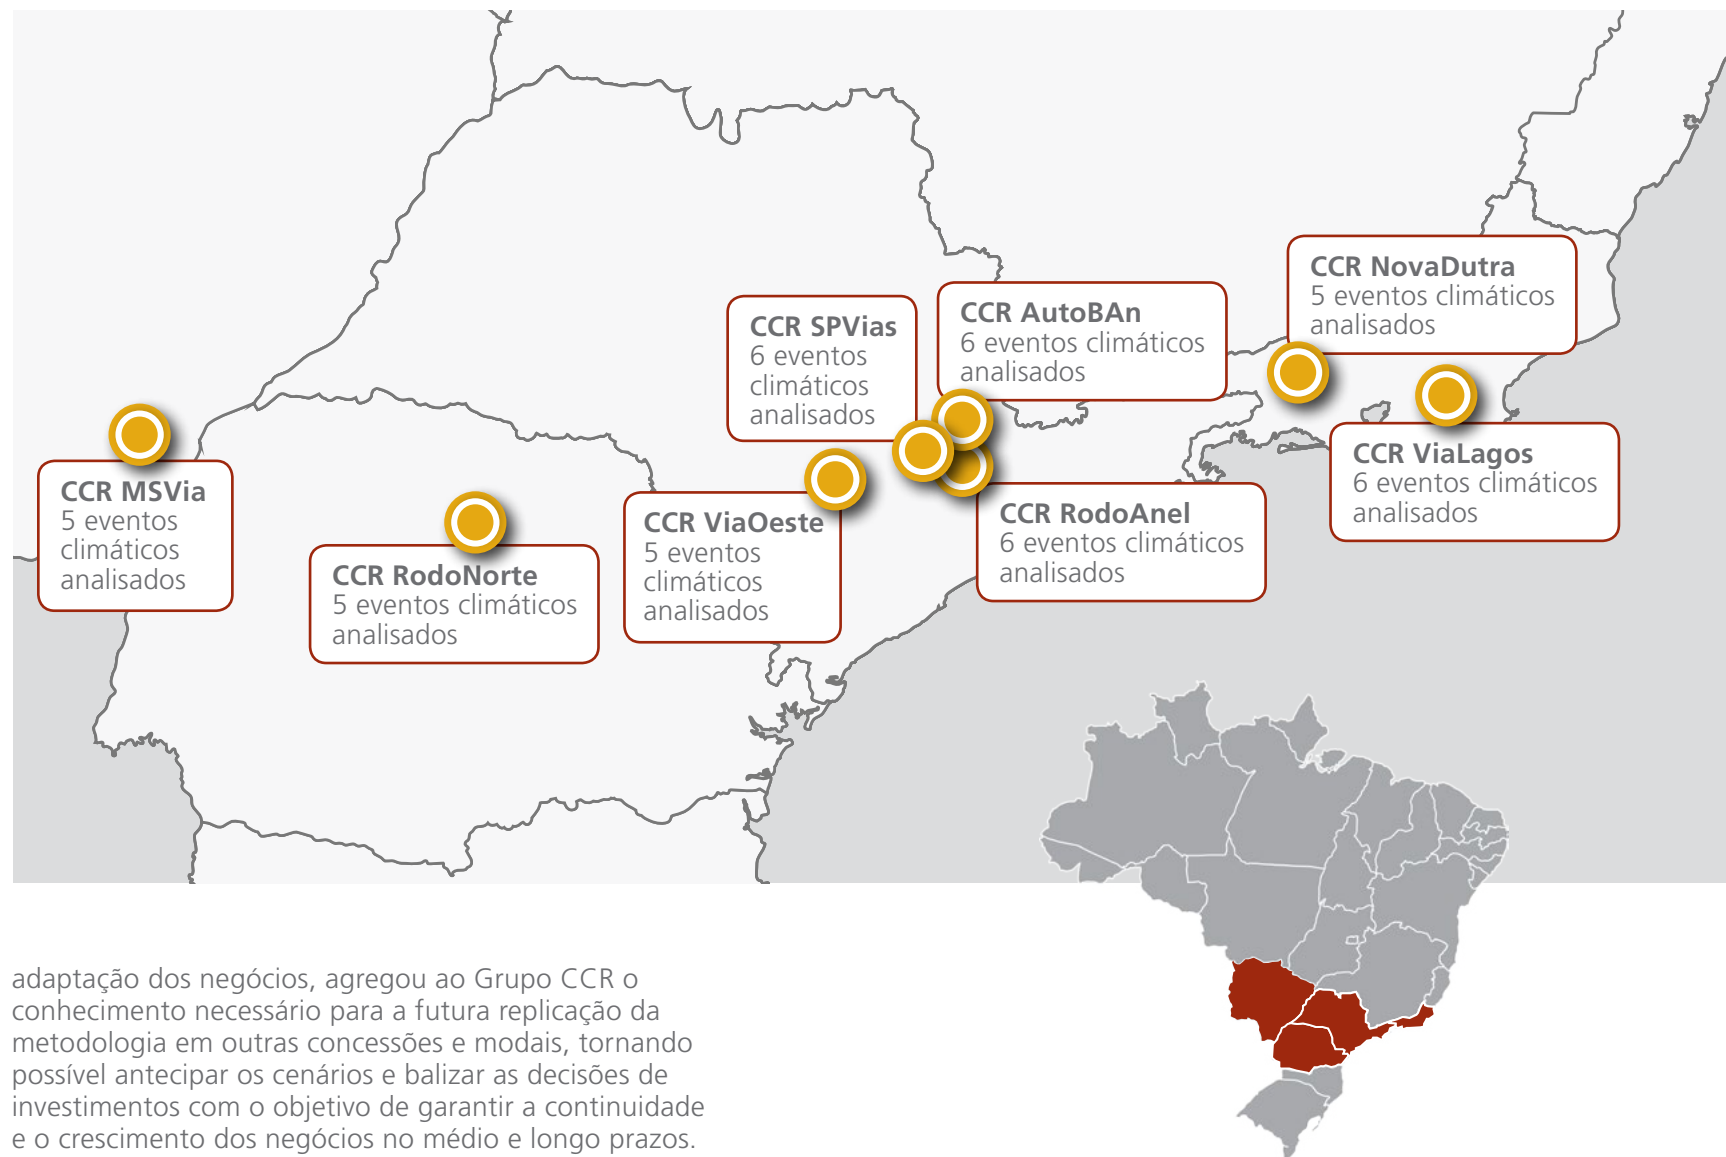 CCR NovaDutra
5 eventos climáticos
analisados
CCR AutoBAn
6 eventos climáticos
analisados
CCR SPVias
6 eventos
climáticos
analisados
CCR ViaLagos
6 eventos climáticos
analisados
CCR MSVia
5 eventos
climáticos
analisados
CCR RodoNorte
5 eventos climáticos
analisados
CCR ViaOeste
5 eventos
climáticos
analisados
CCR RodoAnel
6 eventos climáticos
analisados
adaptação dos negócios, agregou ao Grupo CCR o
conhecimento necessário para a futura replicação da
metodologia em outras concessões e modais, tornando
possível antecipar os cenários e balizar as decisões de
investimentos com o objetivo de garantir a continuidade
e o crescimento dos negócios no médio e longo prazos.